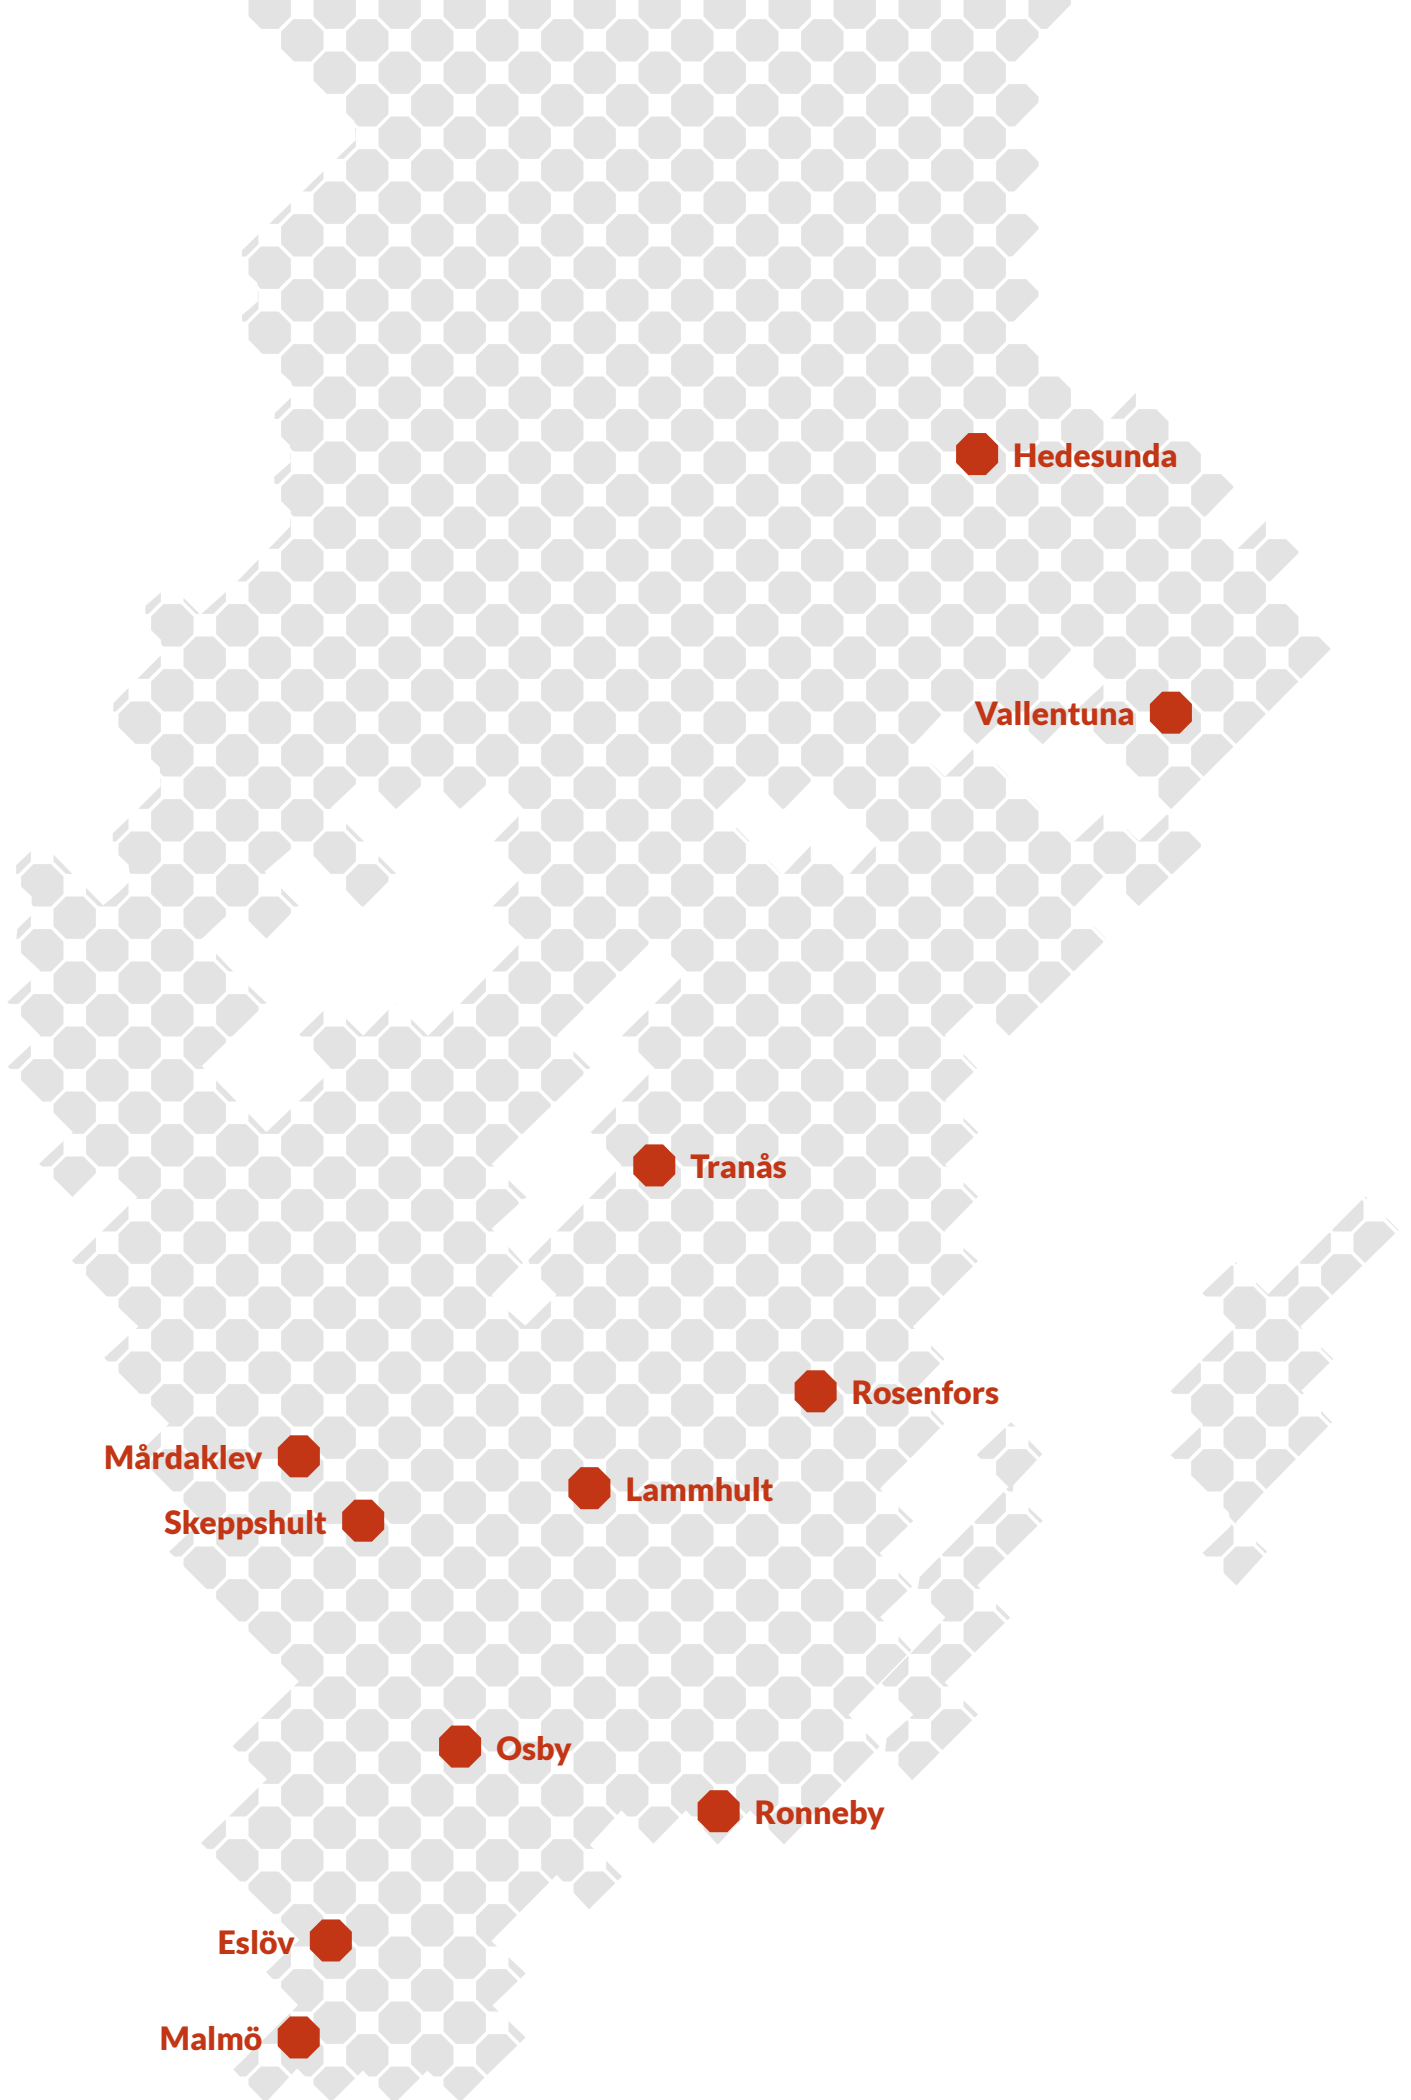 Hedesunda
Vallentuna
Tranås
Rosenfors
Mårdaklev
Lammhult
Skeppshult
Osby
Ronneby
Eslöv
Malmö